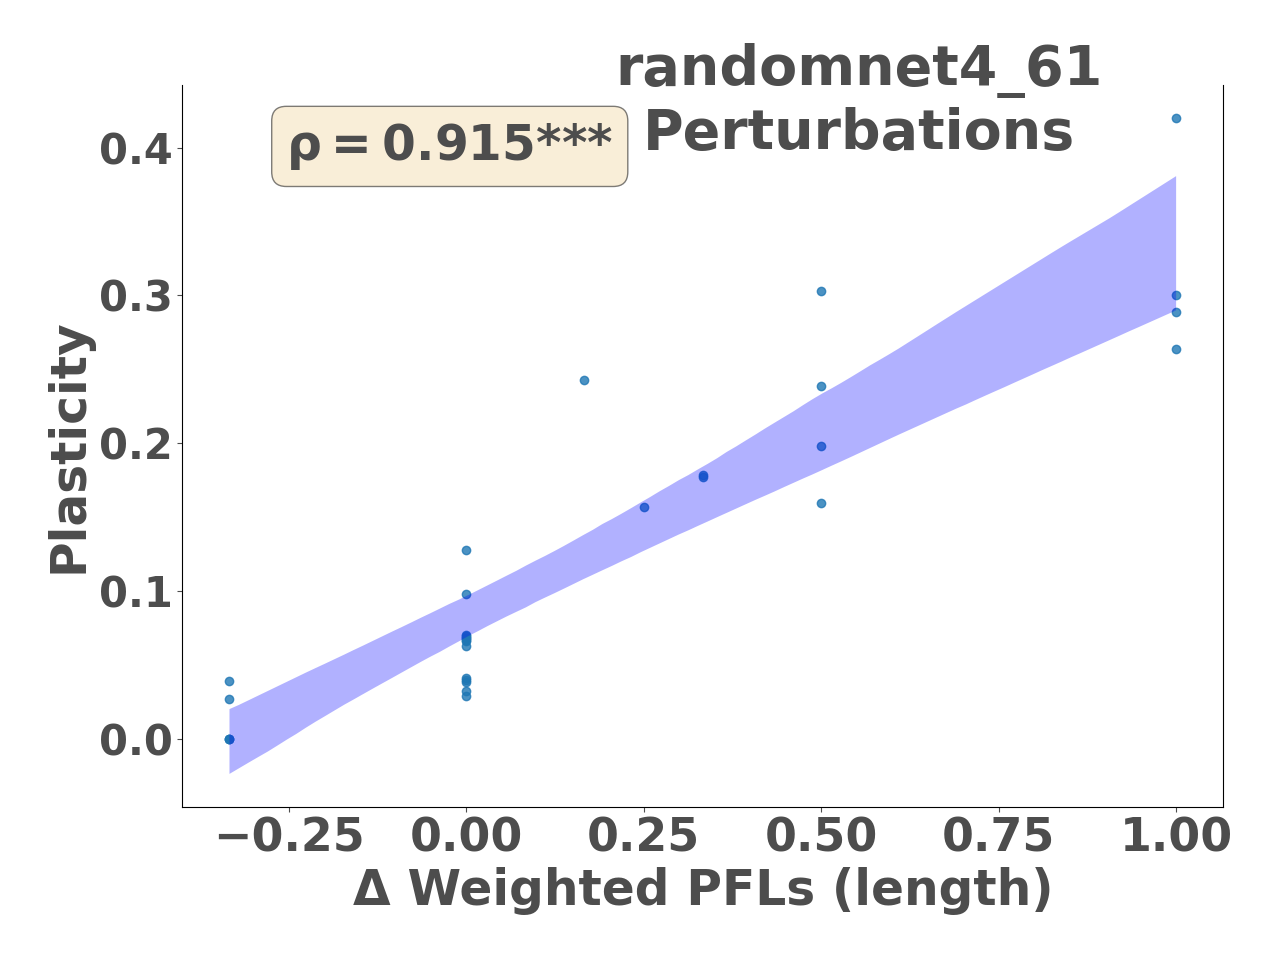 randomnet4_61
Perturbations
ρ = 0.915***
0.4
0.3
0.2
0.1
0.0
Plasticity
−0.25 0.00 0.25 0.50 0.75 1.00
Δ Weighted PFLs (length)